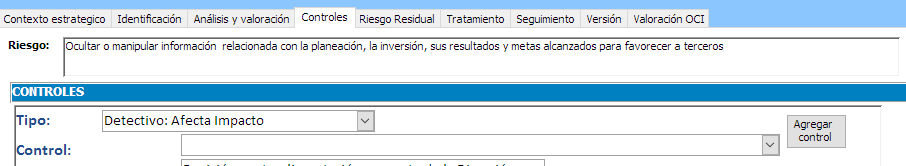 Contexto estrategico Identificación Análisis y valoración Controles Riesgo Residual Tratamiento Seguimiento Versión Valoración OCI
Riesgo: Ocultar o manipular información relacionada con la planeación, la inversión, sus resultados y metas alcanzados para favorecer a terceros
CONTROLES
Tipo: Detectivo: Afecta Impacto Agregar
control
Control: